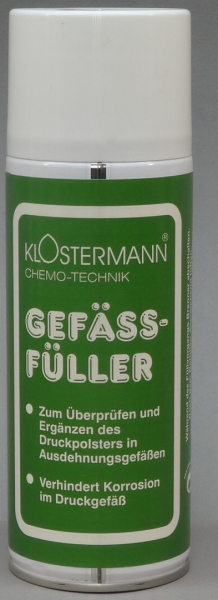 KLOSTERMANN®
CHEMO-TECHNIK
GEFÄSS-
FÜLLER
• Zum Überprüfen und
Ergänzen des
Druckpolsters in
Ausdehnungsgefäßen
• Verhindert Korrosion
im Druckgefäß